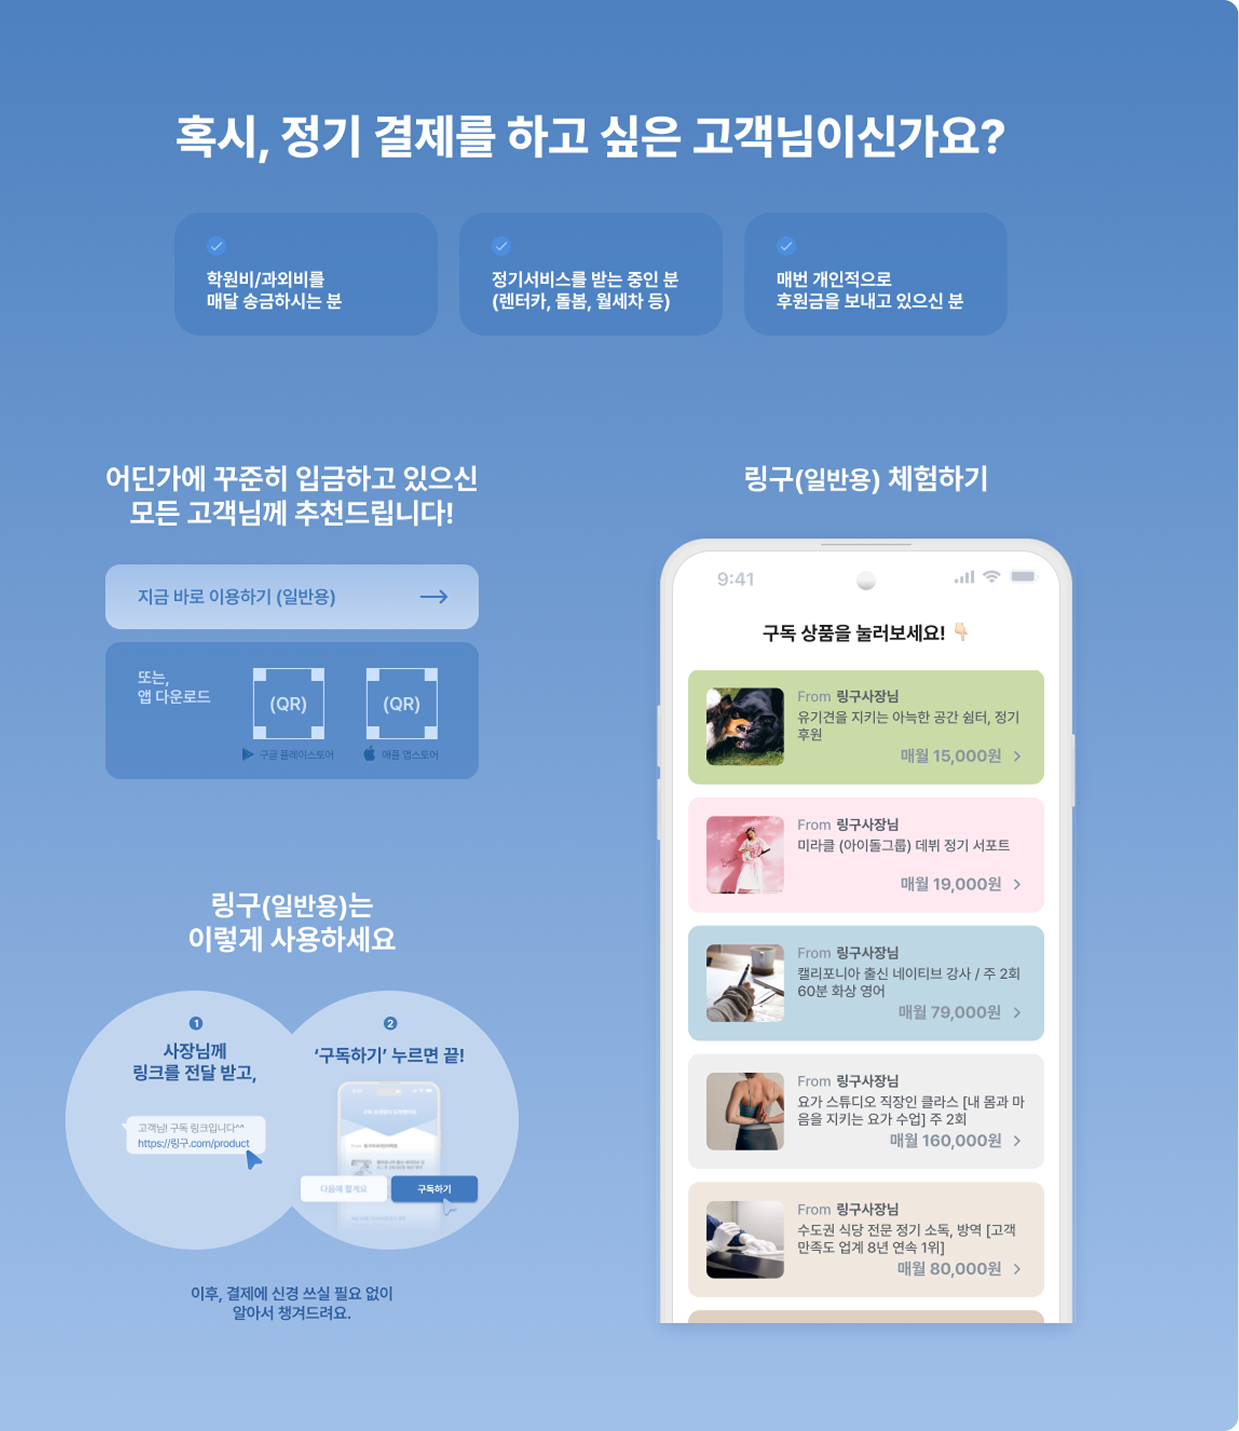 혹시, 정기 결제를 하고 싶은 고객님이신가요?
학원비/과외비를
매달 송금하시는 분
정기서비스를 받는 중인 분
(렌터카, 돌봄, 월세차 등)
매번 개인적으로
후원금을 보내고 있으신 분
어딘가에 꾸준히 입금하고 있으신
모든 고객님께 추천드립니다!
지금 바로 이용하기 (일반용)
또는,
앱 다운로드
(QR)
(QR)
구글 플레이스토어
애플 앱스토어
링구(일반용)는
이렇게 사용하세요
1
사장님께
링크를 전달 받고,
고객님! 구독 링크입니다^^
https://링구.com/product
2
‘구독하기’ 누르면 끝!
다음에 할게요
구독하기
이후, 결제에 신경 쓰실 필요 없이
알아서 챙겨드려요.
링구(일반용) 체험하기
9:41
구독 상품을 눌러보세요!
From 링구사장님
유기견을 지키는 아늑한 공간 쉼터, 정기
후원
매월 15,000원
From 링구사장님
미라클 (아이돌그룹) 데뷔 정기 서포트
매월 19,000원
From 링구사장님
캘리포니아 출신 네이티브 강사 / 주 2회
60분 화상 영어
매월 79,000원
From 링구사장님
요가 스튜디오 직장인 클라스 [내 몸과 마
음을 지키는 요가 수업] 주 2회
매월 160,000원
From 링구사장님
수도권 식당 전문 정기 소독, 방역 [고객
만족도 업계 8년 연속 1위]
매월 80,000원